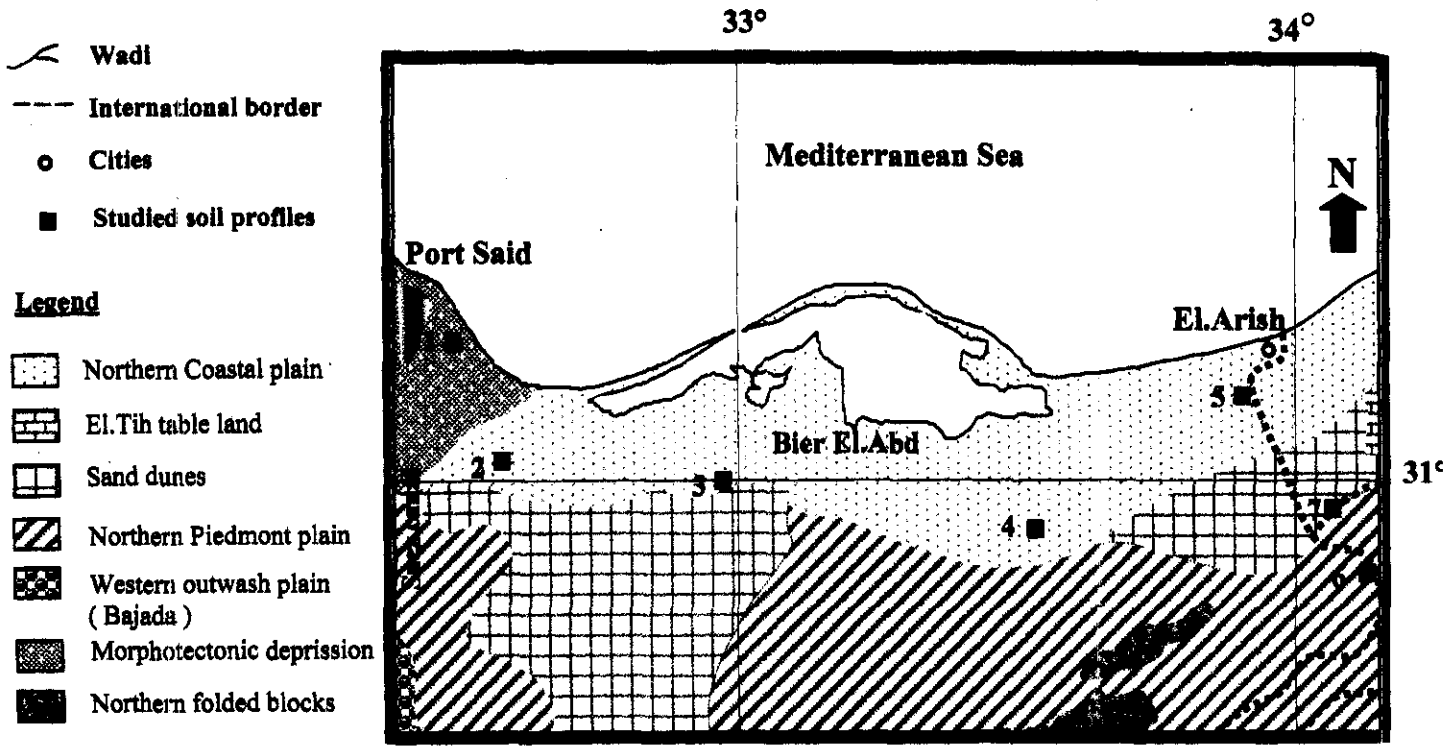 33°
34°
Wadi
International border
Cities
Studied soil profiles
Legend
Northern Coastal plain
El.Tih table land
Sand dunes
Northern Piedmont plain
Western outwash plain
( Bajada )
Morphotectonic deprission
Northern folded blocks
Mediterranean Sea
N
Port Said
El.Arish
5
Bier El.Abd
2
3
31°
4
7
6